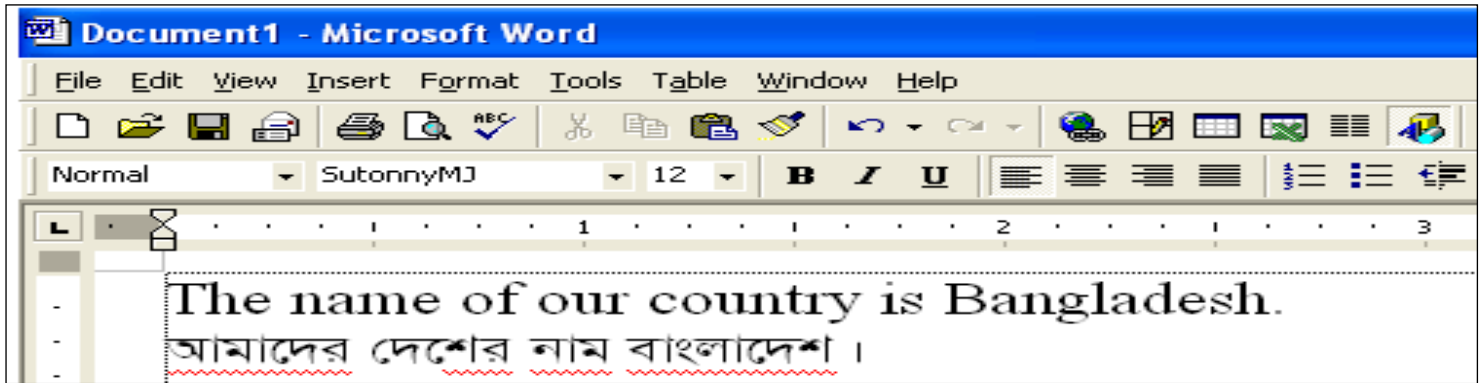 Document1 - Microsoft Word
File Edit View Insert Format Tools Table Window Help
ABC
Normal SutonnyMJ 12 B I U
L 1 2 3
The name of our country is Bangladesh.
আমাদের দেশের নাম বাংলাদেশ।